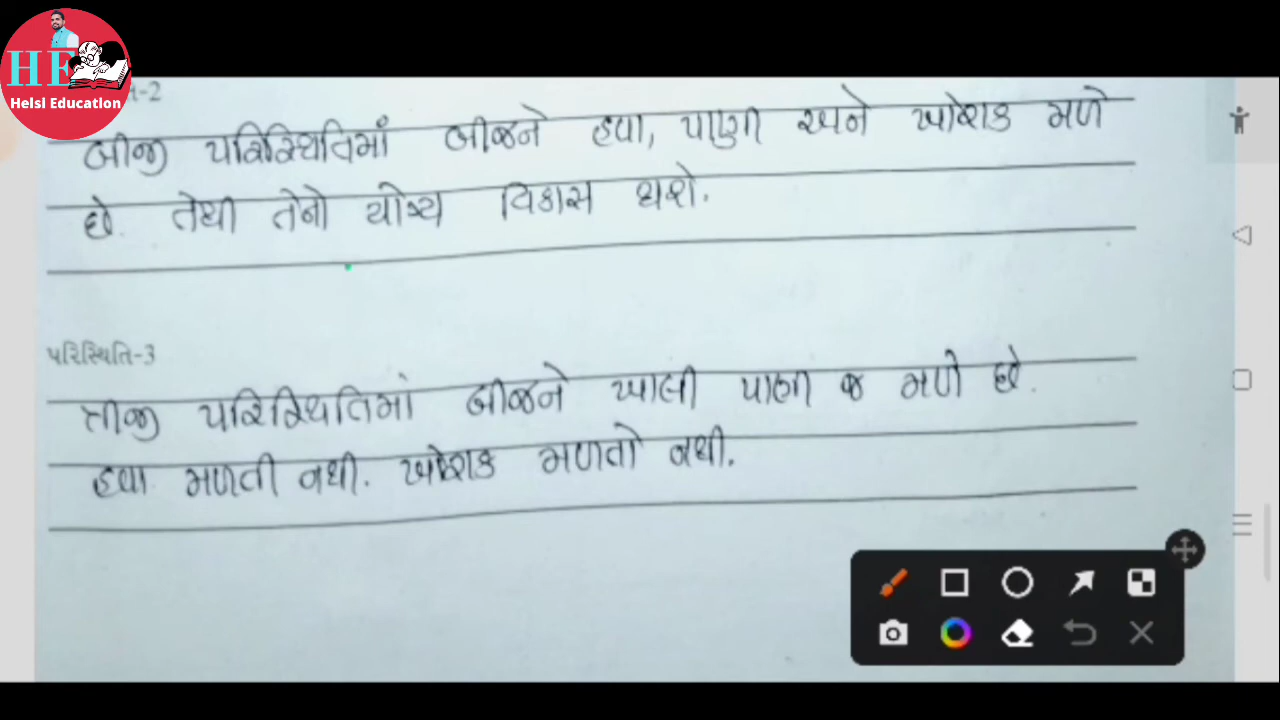 HE
Helsl Education
તિ-2
બીજી પરિસ્થિતિમાં બીજને હવા, પાણી અને ખોરાક મળે
છે. તેથી તેનો યોગ્ય વિકાસ થશે.
પરિસ્થિતિ-3
ત્રીજી પરિસ્થિતિમાં બીજને ખાલી પાણી જ મળે છે.
હવા મળતી નથી. ખોરાક મળતો નથી.